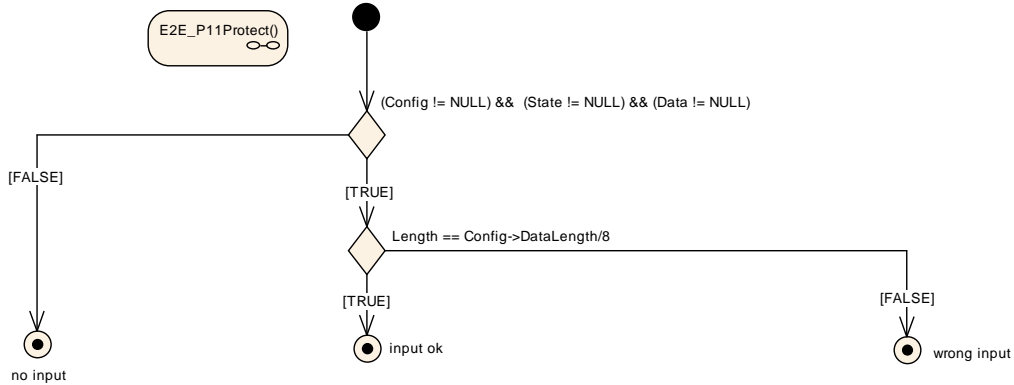 E2E_P11Protect()
(Config != NULL) &&  (State != NULL) && (Data != NULL)
[FALSE]
[TRUE]
Length == Config->DataLength/8
[TRUE]
[FALSE]
input ok
wrong input
no input